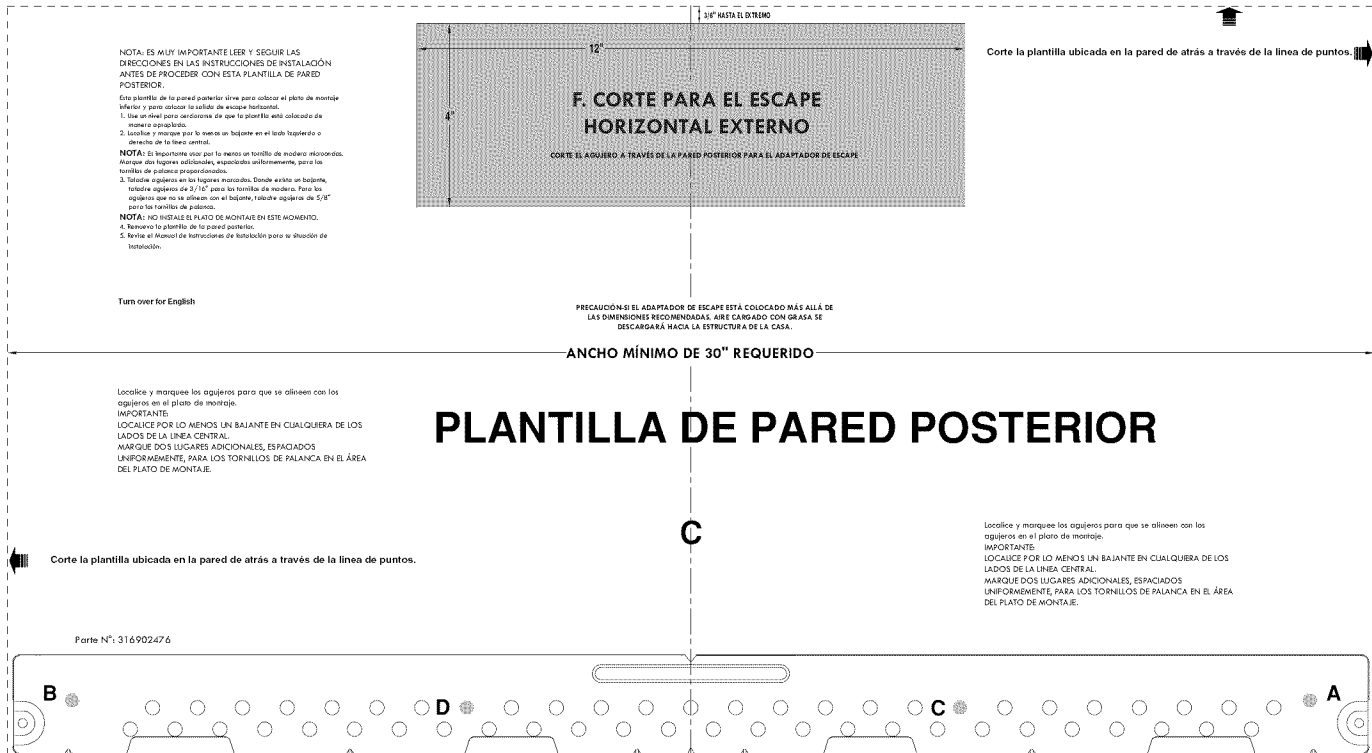 3/8" HASTA EL EXTREMO
NOTA: ES MUY IMPORTANTE LEER Y SEGUIR LAS
DIRECCIONES EN LAS INSTRUCCIONES DE INSTALACIÓN
ANTES DE PROCEDER CON ESTA PLANTILLA DE PARED
POSTERIOR.
Esta plantilla de la pared posterior sirve para colocar el plato de montaje
inferior y para colocar la salida de escape horizontal.
1. Use un nivel para cerciorarse de que la plantilla está colocada de
manera apropiada.
2. Localice y marque por lo menos un bajante en el lado izquierdo o
derecho de la línea central.
NOTA: Es importante usar por lo menos un tornillo de madera microondas.
Marque dos lugares adicionales, espaciados uniformemente, para los
tornillos de palanca proporcionados.
3. Taladre agujeros en los lugares marcados. Donde exista un bajante,
taladre agujeros de 3/16" para los tornillos de madera. Para los
agujeros que no se alineen con el bajante, taladre agujeros de 5/8"
para los tornillos de palanca.
NOTA: NO INSTALE EL PLATO DE MONTAJE EN ESTE MOMENTO.
4. Remueva la plantilla de la pared posterior.
5. Revise el Manual de Instrucciones de Instalación para su situación de
instalación.
Turn over for English
12"
4"
F. CORTE PARA EL ESCAPE
HORIZONTAL EXTERNO
CORTE EL AGUJERO A TRAVÉS DE LA PARED POSTERIOR PARA EL ADAPTADOR DE ESCAPE
Corte la plantilla ubicada en la pared de atrás a través de la linea de puntos.
PRECAUCIÓN-SI EL ADAPTADOR DE ESCAPE ESTÁ COLOCADO MÁS ALLÁ DE
LAS DIMENSIONES RECOMENDADAS. AIRE CARGADO CON GRASA SE
DESCARGARÁ HACIA LA ESTRUCTURA DE LA CASA.
ANCHO MÍNIMO DE 30" REQUERIDO
Localice y marquee los agujeros para que se alineen con los
agujeros en el plato de montaje.
IMPORTANTE:
LOCALICE POR LO MENOS UN BAJANTE EN CUALQUIERA DE LOS
LADOS DE LA LINEA CENTRAL.
MARQUE DOS LUGARES ADICIONALES, ESPACIADOS
UNIFORMEMENTE, PARA LOS TORNILLOS DE PALANCA EN EL ÁREA
DEL PLATO DE MONTAJE.
PLANTILLA DE PARED POSTERIOR
C
Localice y marquee los agujeros para que se alineen con los
agujeros en el plato de montaje.
IMPORTANTE:
LOCALICE POR LO MENOS UN BAJANTE EN CUALQUIERA DE LOS
LADOS DE LA LINEA CENTRAL.
MARQUE DOS LUGARES ADICIONALES, ESPACIADOS
UNIFORMEMENTE, PARA LOS TORNILLOS DE PALANCA EN EL ÁREA
DEL PLATO DE MONTAJE.
Corte la plantilla ubicada en la pared de atrás a través de la linea de puntos.
Parte N°: 316902476
B
D
C
A